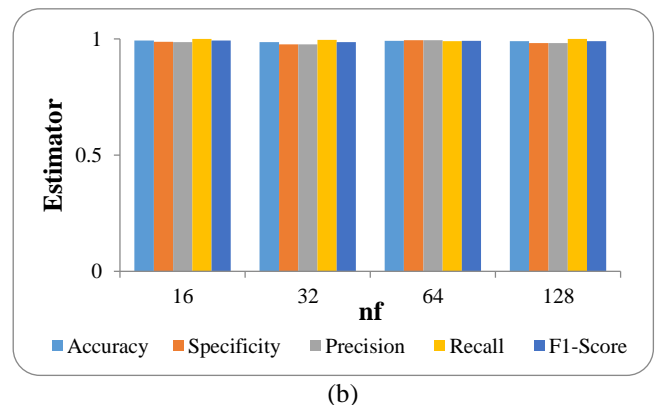 1
0.5
0
Estimator
16 32 64 128
nf
Accuracy Specificity Precision Recall F1-Score
(b)